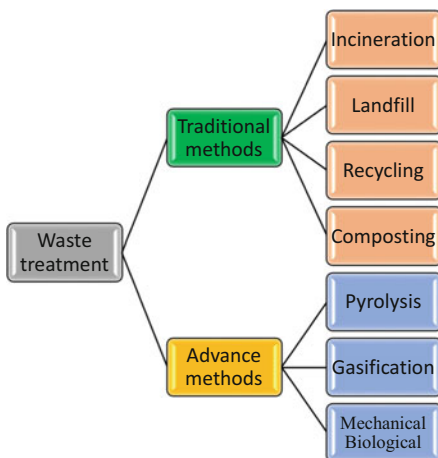 Incineration
Landfill
Traditional
methods
Recycling
Composting
Waste
treatment
Pyrolysis
Advance
methods
Gasification
Mechanical
Biological